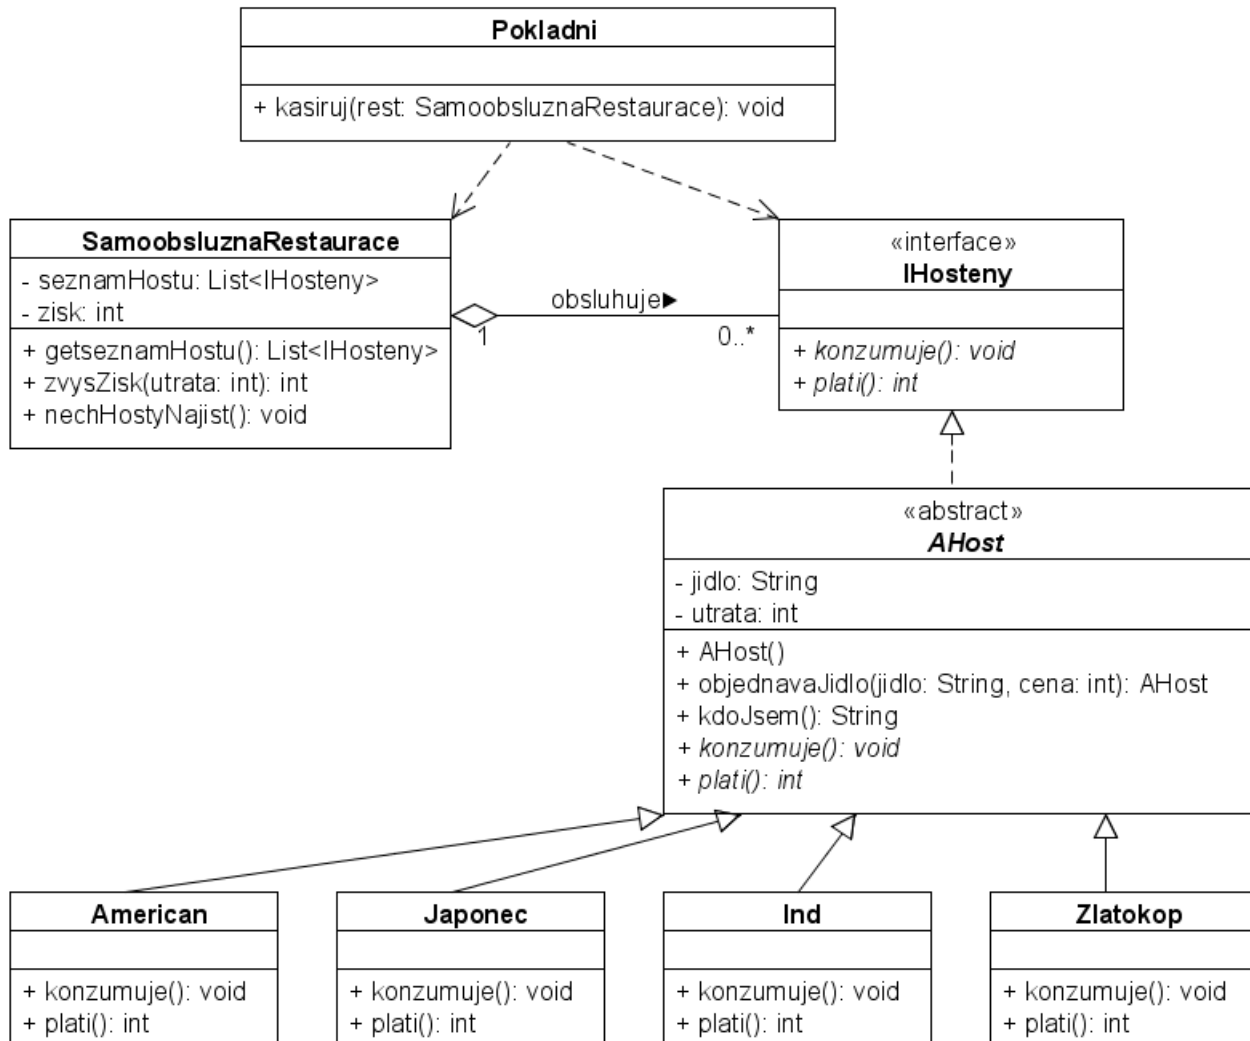 Pokladni
+ kasiruj(rest: SamoobsluznaRestaurace): void
SamoobsluznaRestaurace
- seznamHostu: List<IHosteny>
- zisk: int
+ getseznamHostu(): List<IHosteny>
+ zvysZisk(utrata: int): int
+ nechHostyNajist(): void
obsluhuje▶
1
0..*
«interface»
IHosteny
+ konzumuje(): void
+ plati(): int
«abstract»
AHost
- jidlo: String
- utrata: int
+ AHost()
+ objednavaJidlo(jidlo: String, cena: int): AHost
+ kdoJsem(): String
+ konzumuje(): void
+ plati(): int
American
+ konzumuje(): void
+ plati(): int
Japonec
+ konzumuje(): void
+ plati(): int
Ind
+ konzumuje(): void
+ plati(): int
Zlatokop
+ konzumuje(): void
+ plati(): int